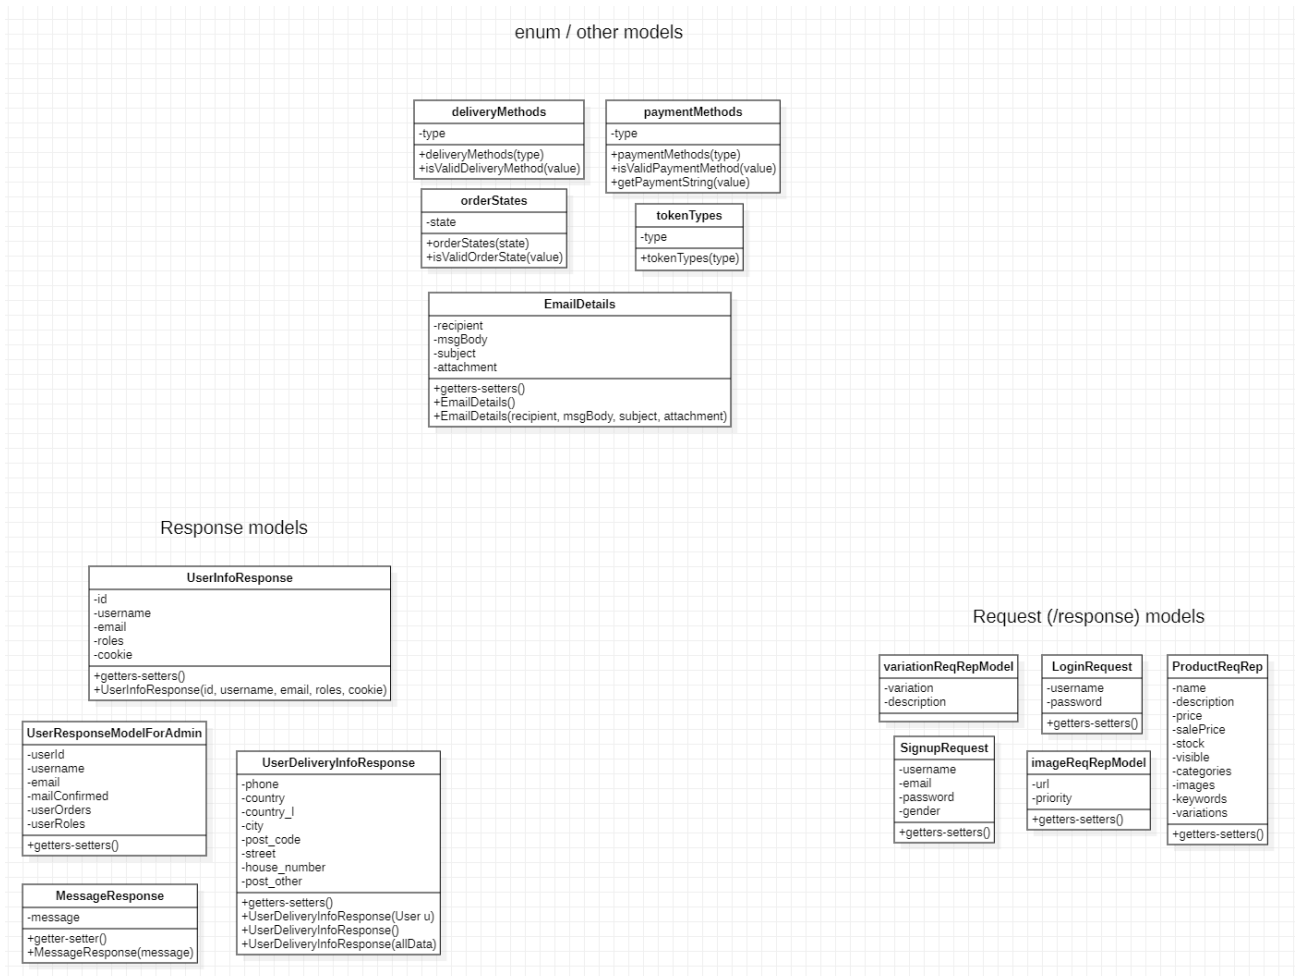 enum / other models
deliveryMethods
-type
+deliveryMethods(type)
+isValidDeliveryMethod(value)
paymentMethods
-type
+paymentMethods(type)
+isValidPaymentMethod(value)
+getPaymentString(value)
orderStates
-state
+orderStates(state)
+isValidOrderState(value)
tokenTypes
-type
+tokenTypes(type)
EmailDetails
-recipient
-msgBody
-subject
-attachment
+getters-setters()
+EmailDetails()
+EmailDetails(recipient, msgBody, subject, attachment)
Response models
UserInfoResponse
-id
-username
-email
-roles
-cookie
+getters-setters()
+UserInfoResponse(id, username, email, roles, cookie)
UserResponseModelForAdmin
-userId
-username
-email
-mailConfirmed
-userOrders
-userRoles
+getters-setters()
UserDeliveryInfoResponse
-phone
-country
-country_l
-city
-post_code
-street
-house_number
-post_other
+getters-setters()
+UserDeliveryInfoResponse(User u)
+UserDeliveryInfoResponse()
+UserDeliveryInfoResponse(allData)
MessageResponse
-message
+getter-setter()
+MessageResponse(message)
Request (/response) models
variationReqRepModel
-variation
-description
LoginRequest
-username
-password
+getters-setters()
ProductReqRep
-name
-description
-price
-salePrice
-stock
-visible
-categories
-images
-keywords
-variations
+getters-setters()
SignupRequest
-username
-email
-password
-gender
+getters-setters()
imageReqRepModel
-url
-priority
+getters-setters()